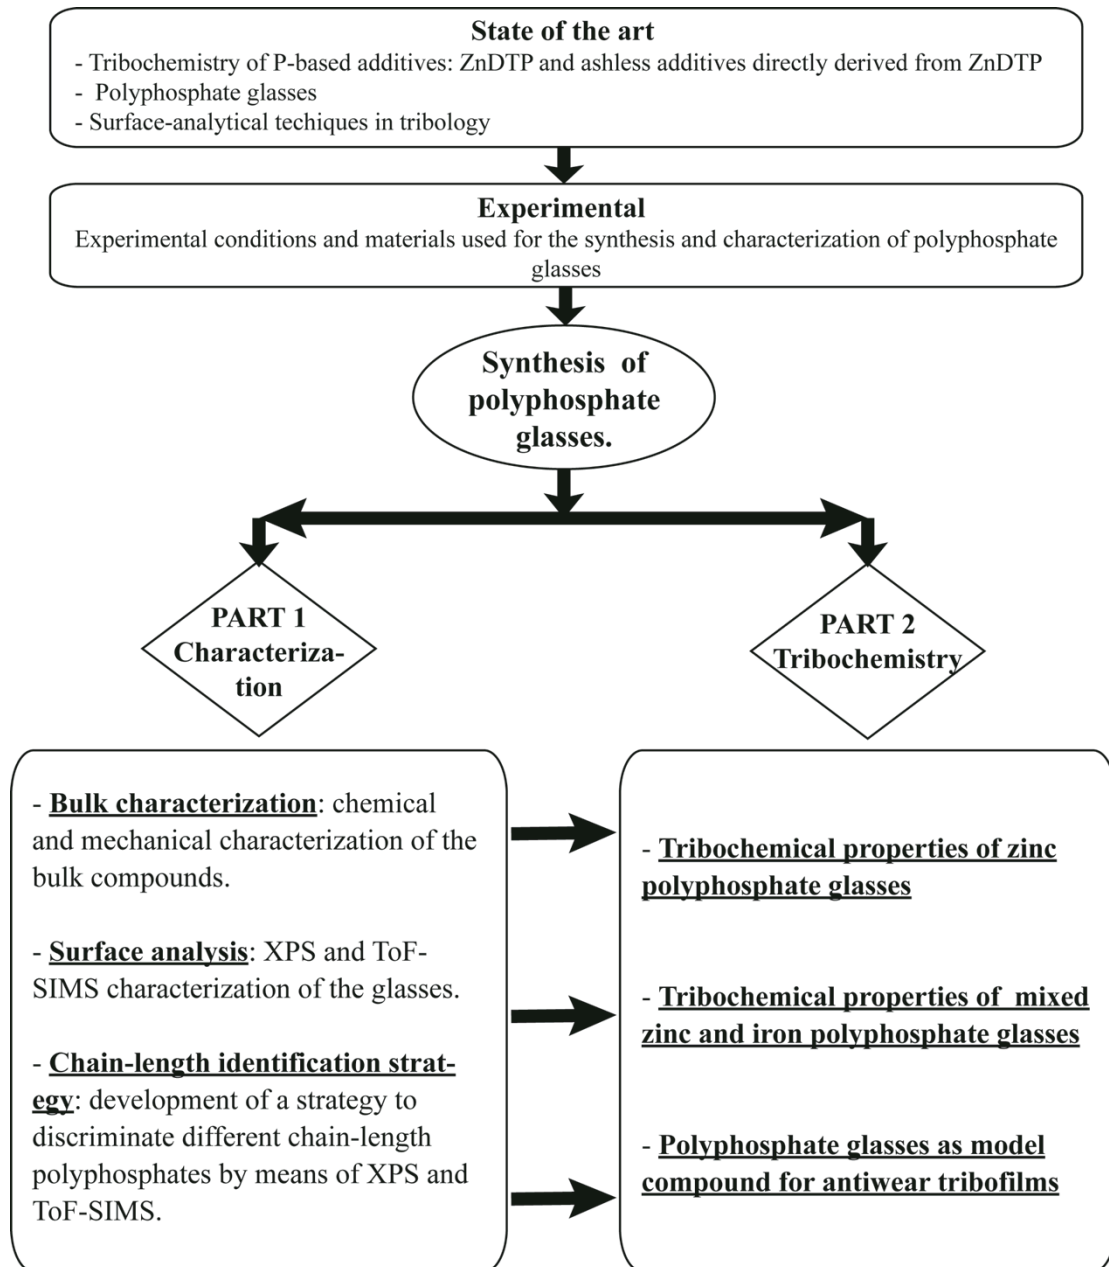 State of the art
- Tribochemistry of P-based additives: ZnDTP and ashless additives directly derived from ZnDTP
- Polyphosphate glasses
- Surface-analytical techiques in tribology
Experimental
Experimental conditions and materials used for the synthesis and characterization of polyphosphate
glasses
Synthesis of
polyphosphate
glasses.
PART 1
Characteriza-
tion
PART 2
Tribochemistry
- Bulk characterization: chemical
and mechanical characterization of the
bulk compounds.
- Surface analysis: XPS and ToF-
SIMS characterization of the glasses.
- Chain-length identification strat-
egy: development of a strategy to
discriminate different chain-length
polyphosphates by means of XPS and
ToF-SIMS.
- Tribochemical properties of zinc
polyphosphate glasses
- Tribochemical properties of mixed
zinc and iron polyphosphate glasses
- Polyphosphate glasses as model
compound for antiwear tribofilms